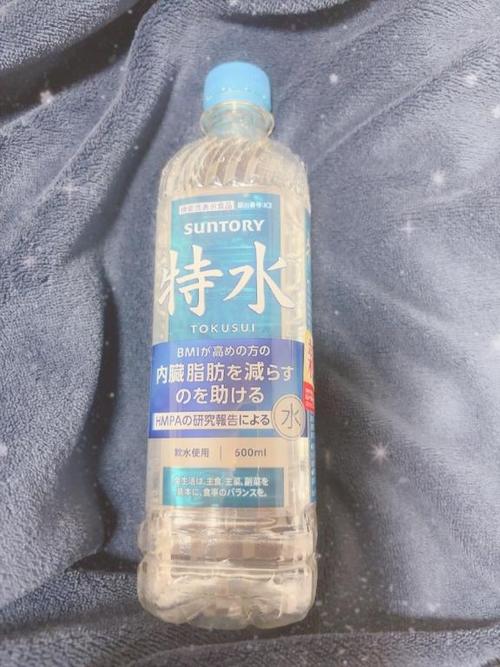 機能性表示食品
SUNTORY
特水
TOKUSUI
BMIが高めの方の
内臓脂肪を減らす
のを助ける
HMPAの研究報告による
水
軟水使用 500ml
食生活は、主食、主菜、副菜を
基本に、食事のバランスを。